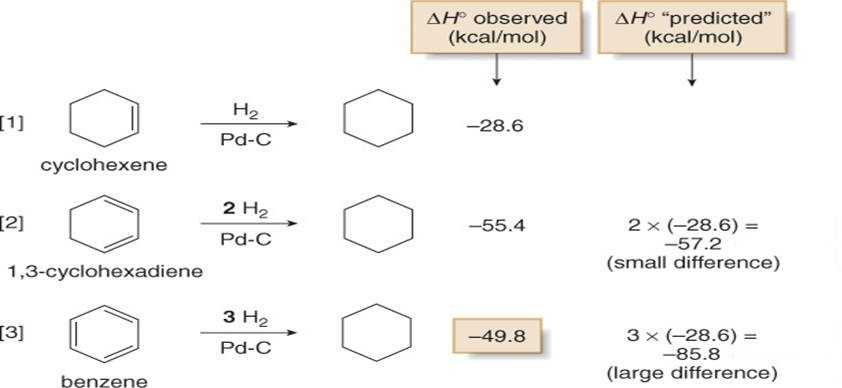 ΔH° observed
(kcal/mol)
ΔH° “predicted”
(kcal/mol)
[1]
H₂
Pd-C
–28.6
cyclohexene
[2]
2 H₂
Pd-C
–55.4
2 × (–28.6) =
–57.2
(small difference)
1,3-cyclohexadiene
[3]
3 H₂
Pd-C
–49.8
3 × (–28.6) =
–85.8
(large difference)
benzene